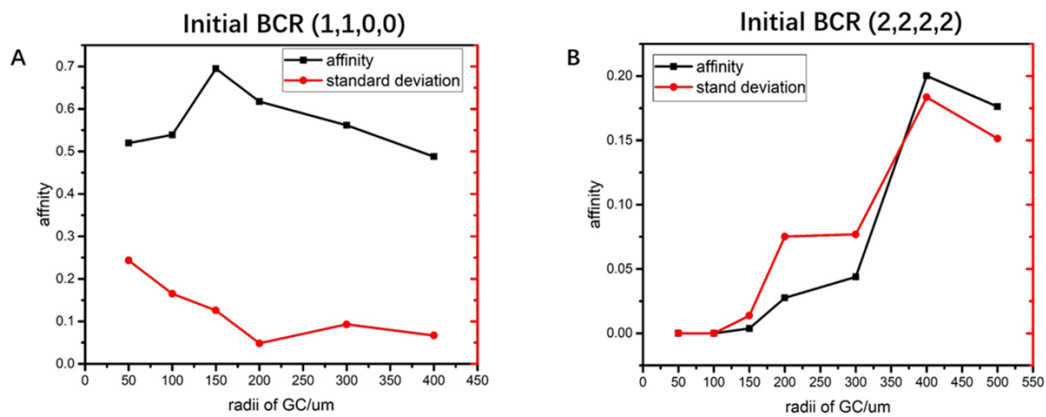 Initial BCR (1,1,0,0)
A
affinity
standard deviation
0.7
0.6
0.5
0.4
0.3
0.2
0.1
0.0
affnity
0 50 100 150 200 250 300 350 400 450
radii of GC/um
Initial BCR (2,2,2,2)
B
affinity
stand deviation
0.20
0.15
0.10
0.05
0.00
affinity
0 50 100 150 200 250 300 350 400 450 500 550
radii of GC/um